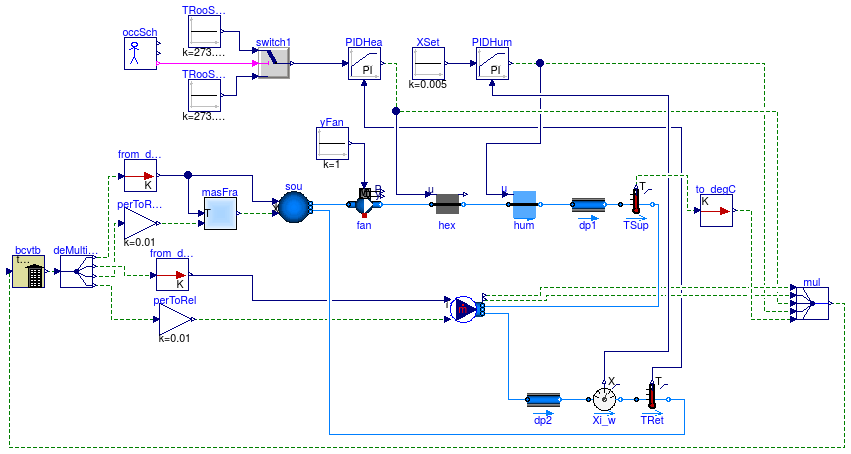 TRooS...
k=273....
occSch
switch1
PIDHea
PI
XSet
k=0.005
PIDHum
PI
TRooS...
k=273....
yFan
k=1
from_d...
K
masFra
T
sou
perToR...
k=0.01
fan
u
hex
u
hum
dp1
T
TSup
to_degC
K
bcvtb
t...
deMulti...
from_d...
K
perToRel
k=0.01
mul
dp2
X
Xi_w
T
TRet